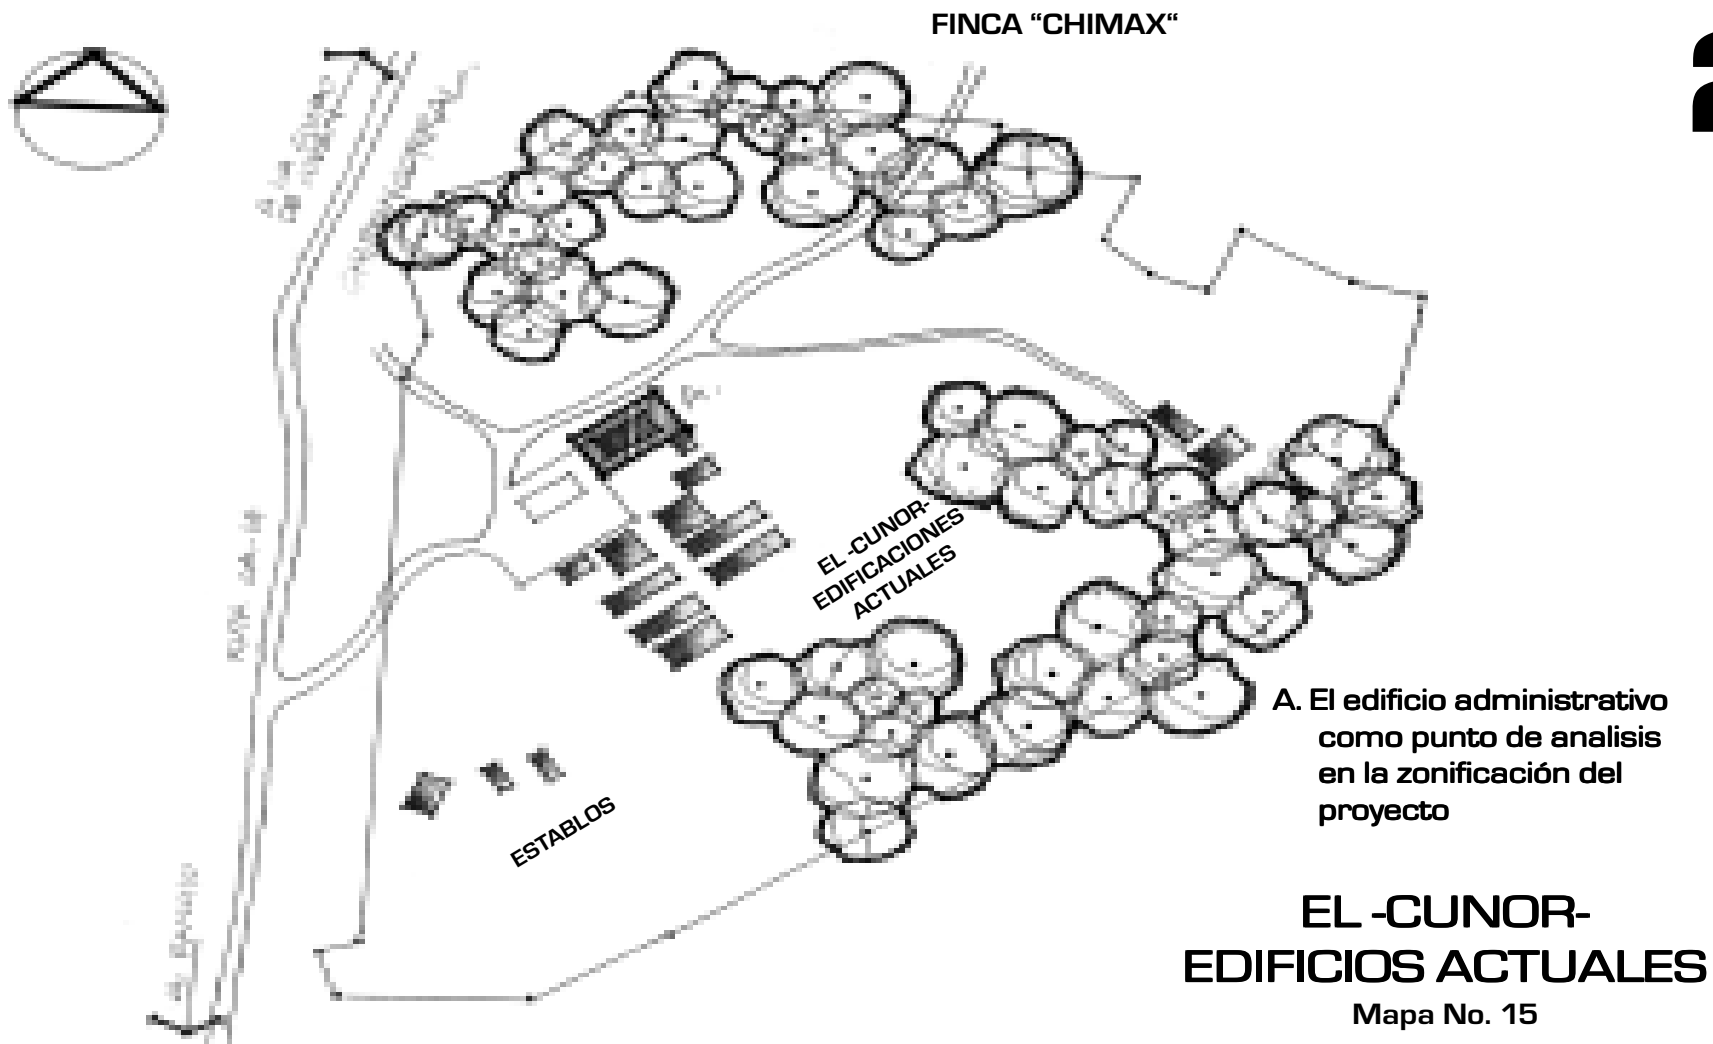 FINCA “CHIMAX“
a
A.
EL -CUNOR-
EDIFICACIONES
ACTUALES
A. El edificio administrativo
como punto de analisis
en la zonificación del
proyecto
ESTABLOS
EL -CUNOR-
EDIFICIOS ACTUALES
Mapa No. 15